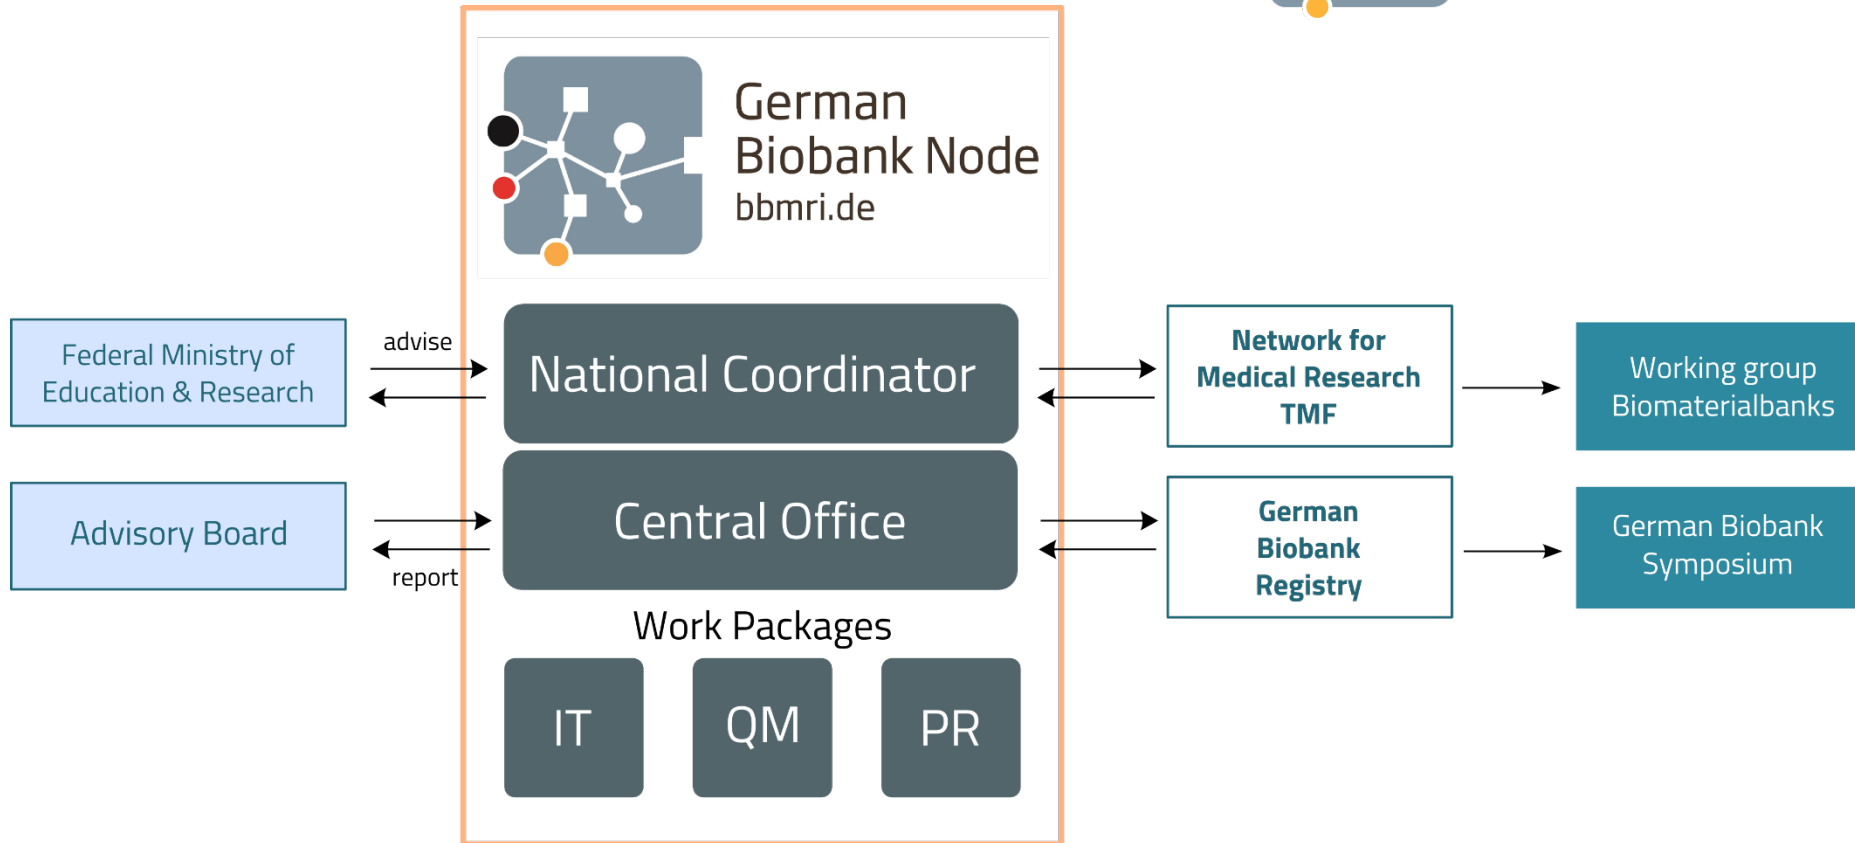 German
Biobank Node
bbmri.de
Federal Ministry of
Education & Research
advise
National Coordinator
Network for
Medical Research
TMF
Working group
Biomaterialbanks
Advisory Board
report
Central Office
German
Biobank
Registry
German Biobank
Symposium
Work Packages
IT
QM
PR